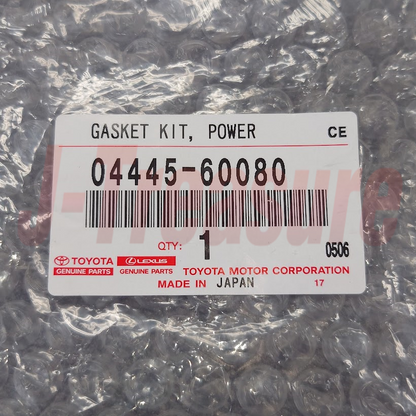 GASKET KIT, POWER CE
04445-60080
J-Treasure
QTY: 1 0506
TOYOTA LEXUS
GENUINE PARTS GENUINE PARTS TOYOTA MOTOR CORPORATION
MADE IN JAPAN 17